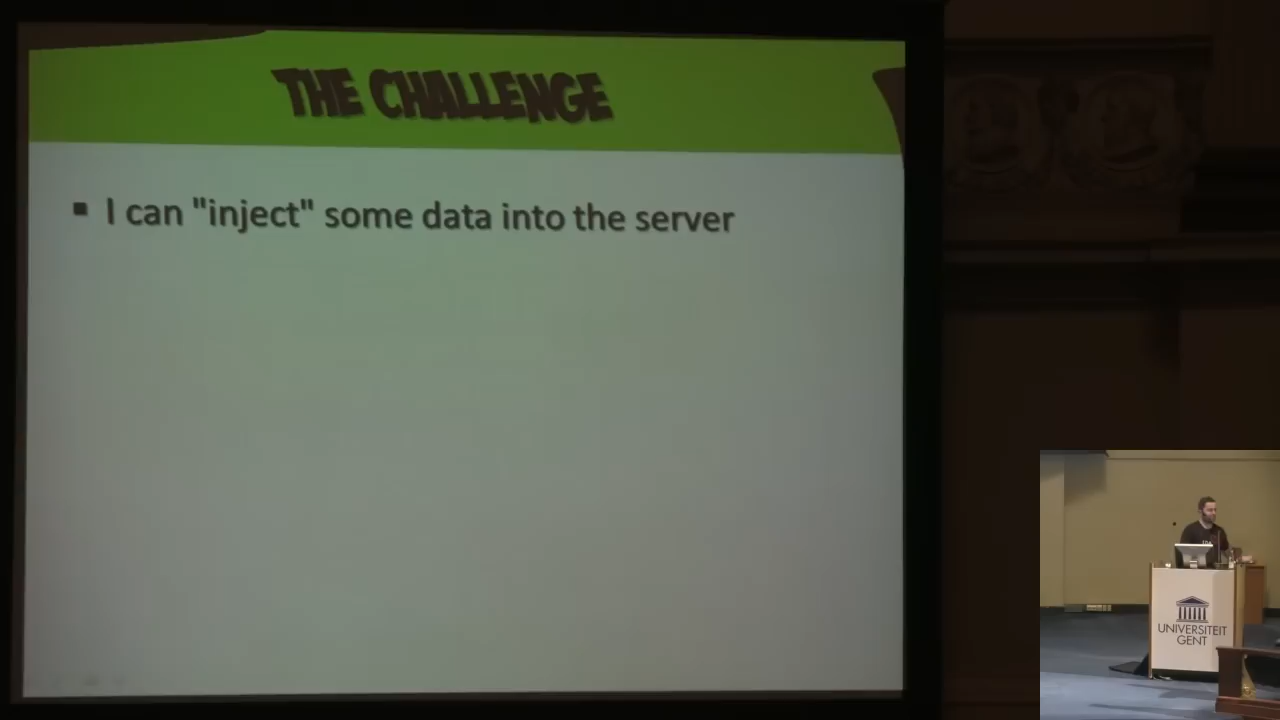 THE CHALLENGE
▪ I can "inject" some data into the server
UNIVERSITEIT
GENT